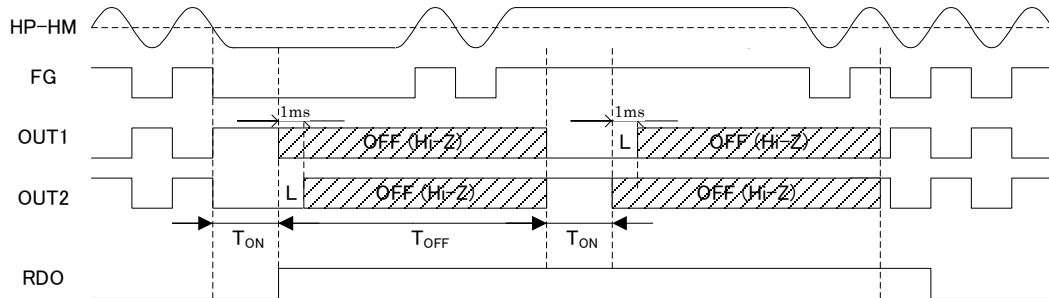 HP-HM
FG
1ms
1ms
OUT1
OFF (Hi-Z)
L
OFF (Hi-Z)
OUT2
L
OFF (Hi-Z)
OFF (Hi-Z)
TON
TOFF
TON
RDO